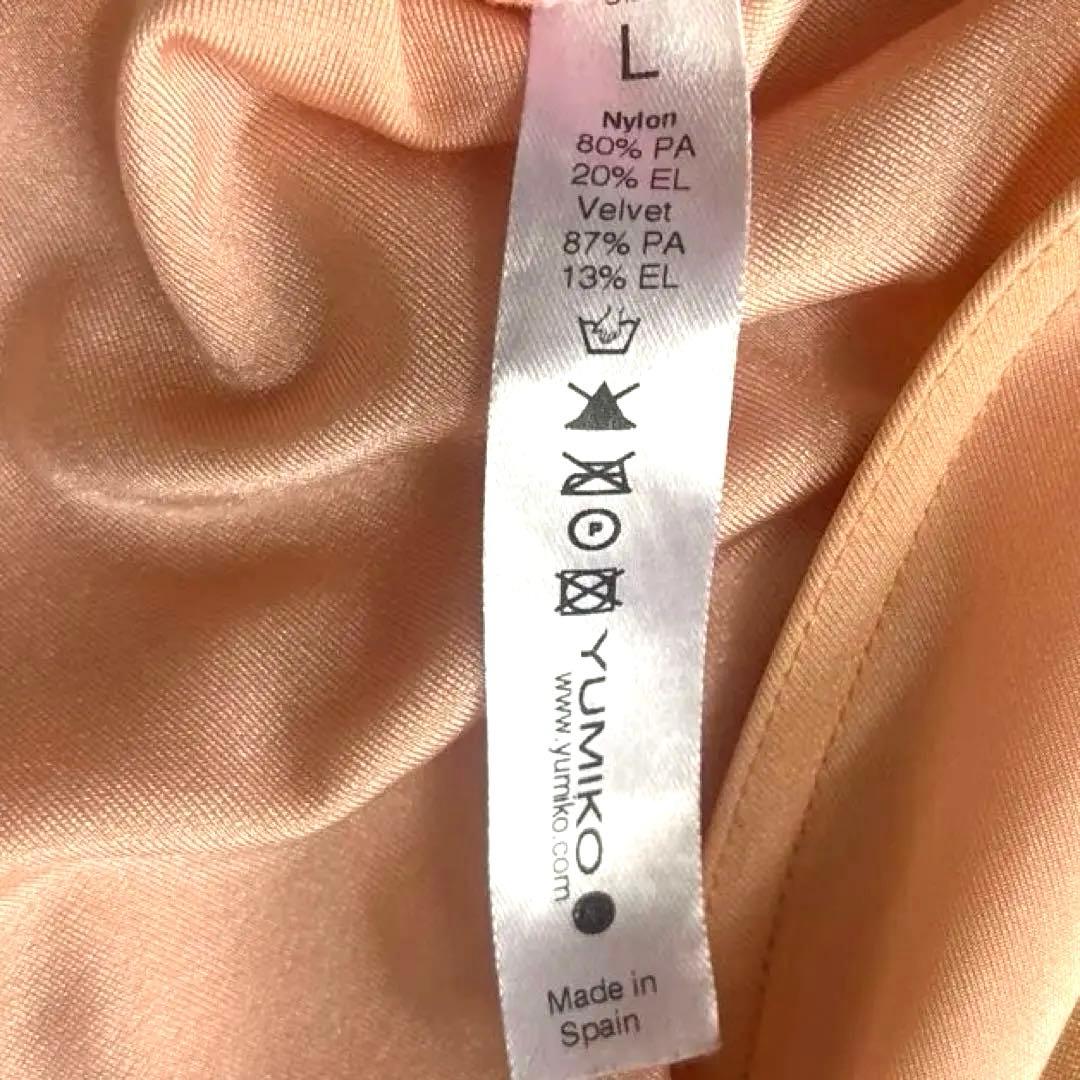 L
Nylon
80% PA
20% EL
Velvet
87% PA
13% EL
P
YUMIKO
www.yumiko.com
Made in
Spain